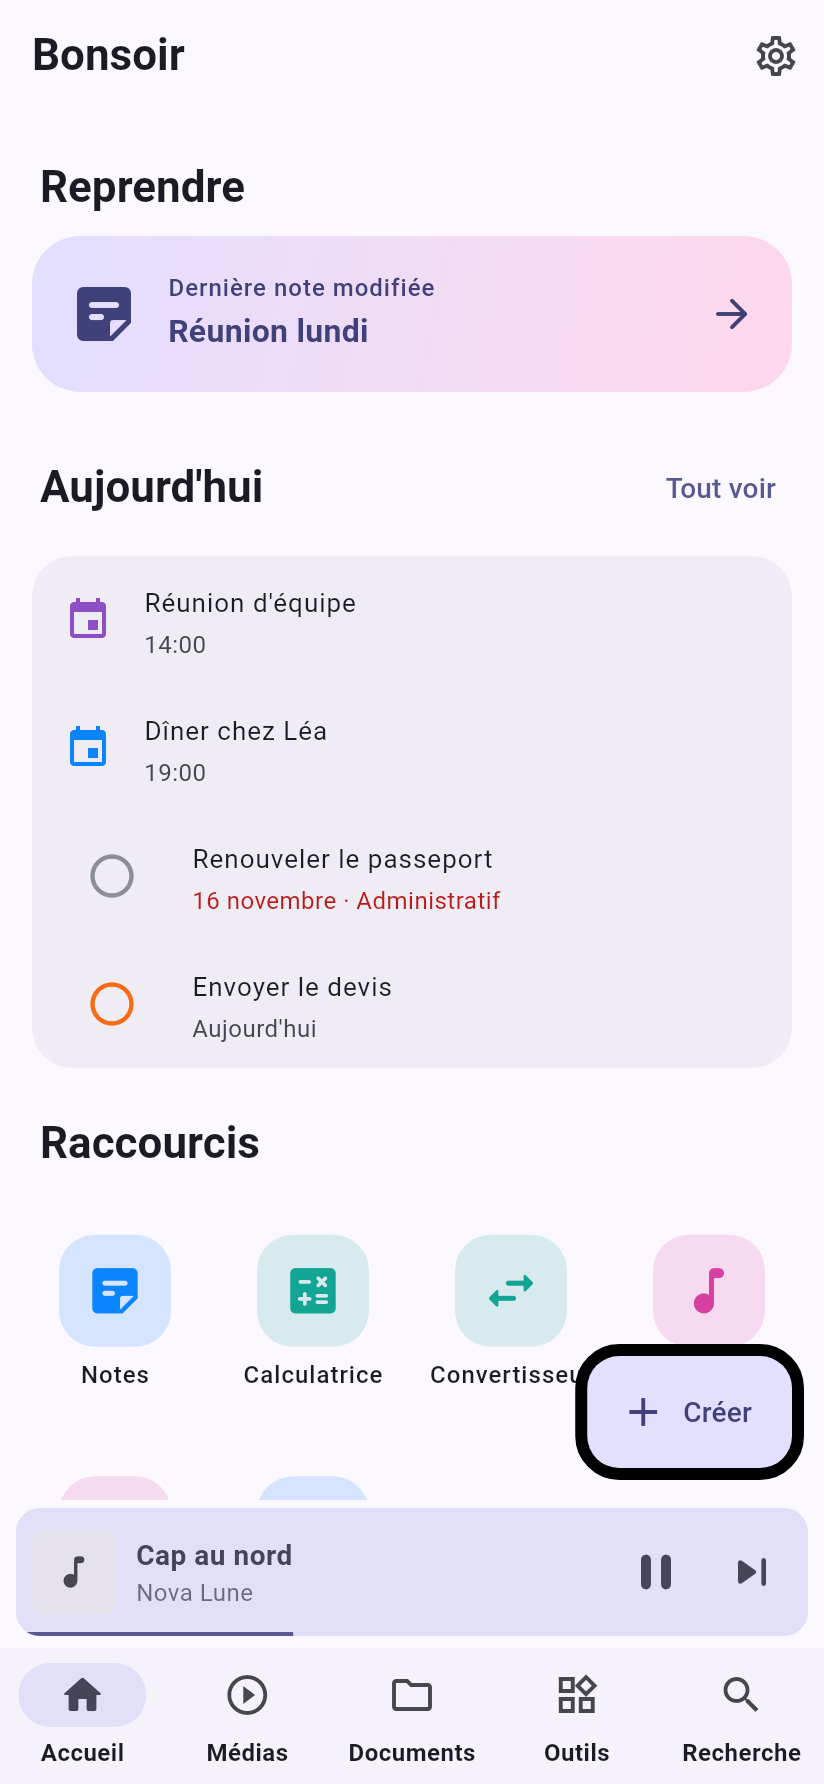 Bonsoir
Reprendre
Dernière note modifiée
Réunion lundi
Aujourd'hui
Tout voir
Réunion d'équipe
14:00
Dîner chez Léa
19:00
Renouveler le passeport
16 novembre · Administratif
Envoyer le devis
Aujourd'hui
Raccourcis
Notes
Calculatrice
Convertisseu
Créer
Cap au nord
Nova Lune
Accueil
Médias
Documents
Outils
Recherche